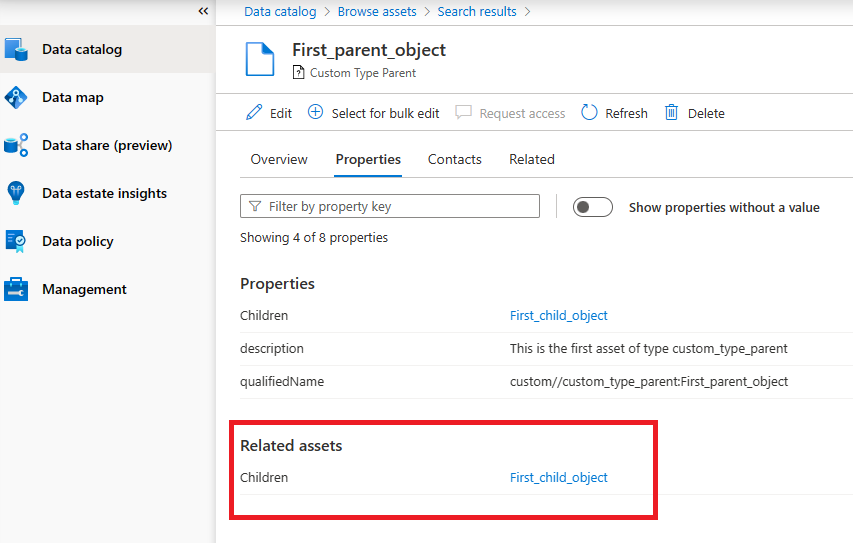 «
Data catalog > Browse assets > Search results >
Data catalog
Data map
Data share (preview)
Data estate insights
Data policy
Management
First_parent_object
Custom Type Parent
Edit Select for bulk edit Request access Refresh Delete
Overview Properties Contacts Related
Filter by property key Show properties without a value
Showing 4 of 8 properties
Properties
Children First_child_object
description This is the first asset of type custom_type_parent
qualifiedName custom//custom_type_parent:First_parent_object
Related assets
Children First_child_object